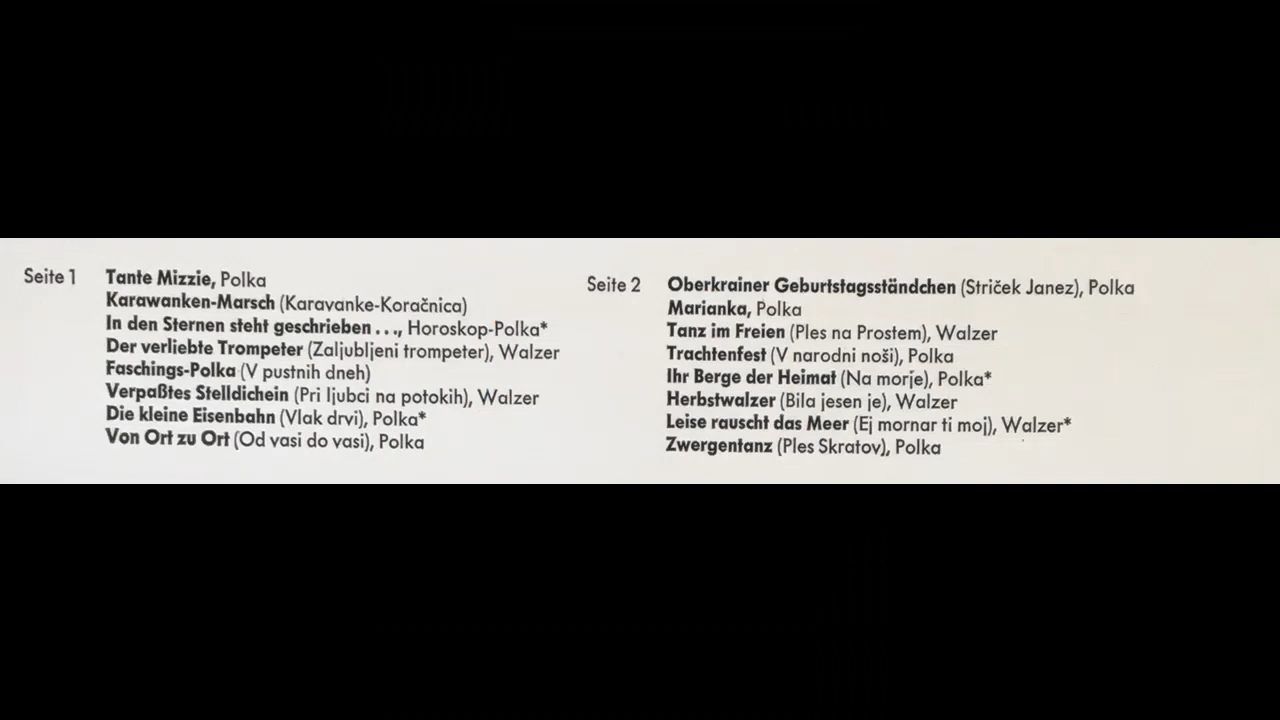 Seite 1 Tante Mizzie, Polka
Karawanken-Marsch (Karavanke-Koračnica)
In den Sternen steht geschrieben . . ., Horoskop-Polka*
Der verliebte Trompeter (Zaljubljeni trompeter), Walzer
Faschings-Polka (V pustnih dneh)
Verpaßtes Stelldichein (Pri ljubci na potokih), Walzer
Die kleine Eisenbahn (Vlak drvi), Polka*
Von Ort zu Ort (Od vasi do vasi), Polka
Seite 2 Oberkrainer Geburtstagsständchen (Striček Janez), Polka
Marianka, Polka
Tanz im Freien (Ples na Prostem), Walzer
Trachtenfest (V narodni noši), Polka
Ihr Berge der Heimat (Na morje), Polka*
Herbstwalzer (Bila jesen je), Walzer
Leise rauscht das Meer (Ej mornar ti moj), Walzer*
Zwergentanz (Ples Skratov), Polka